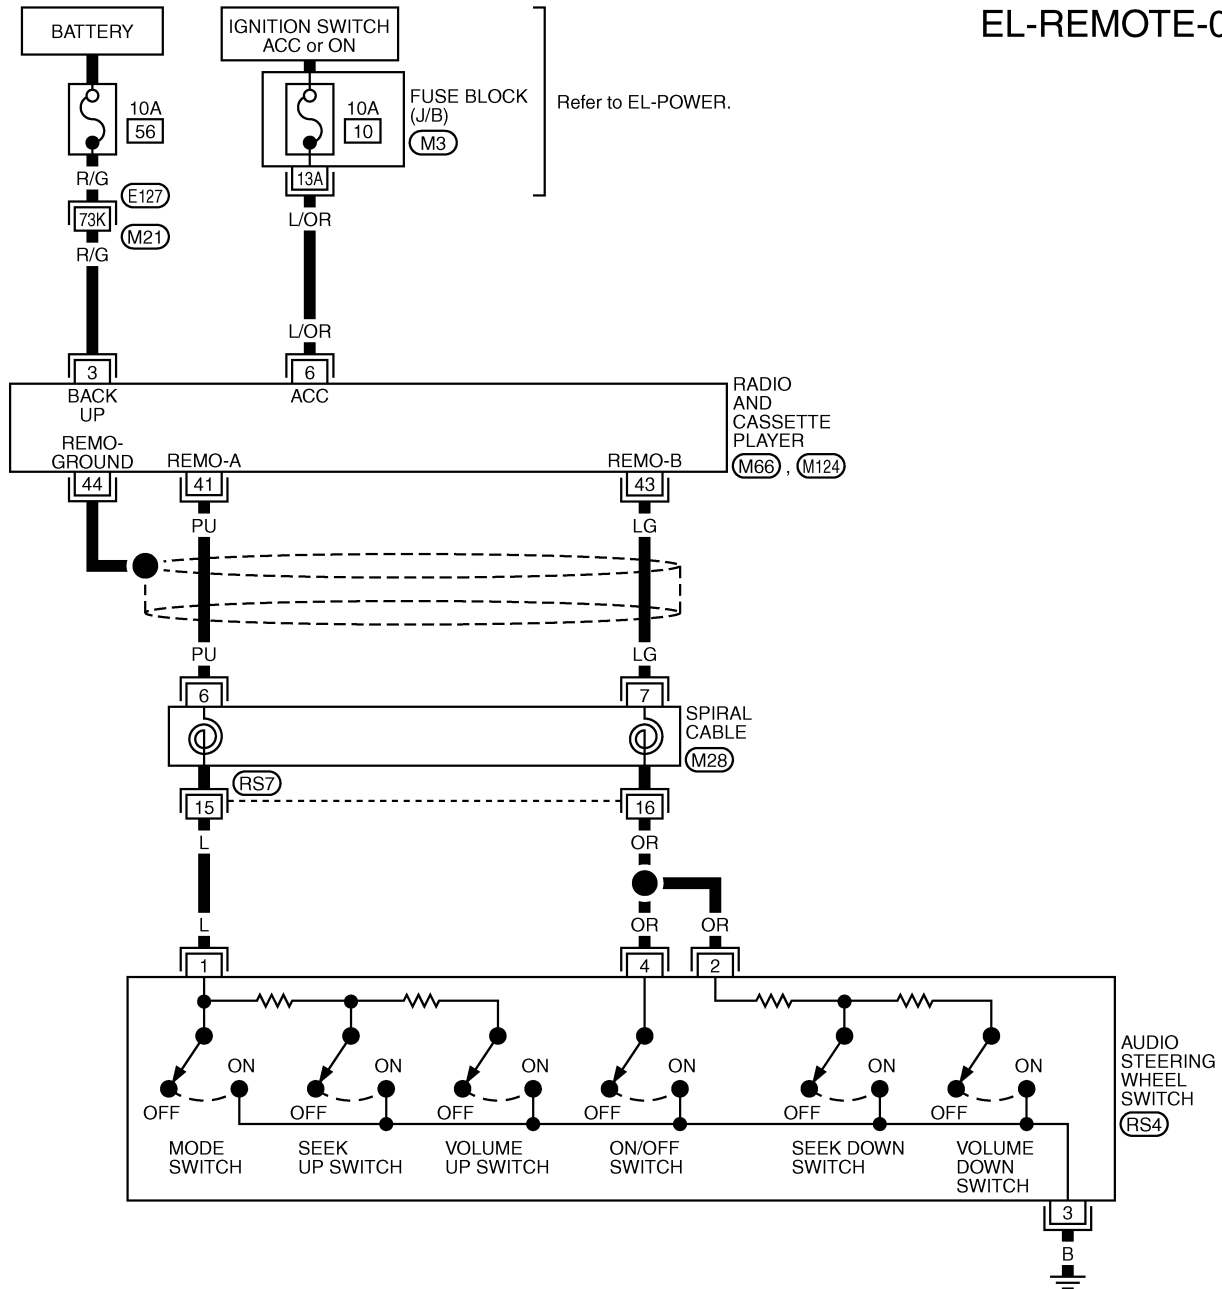 EL-REMOTE-0
BATTERY
IGNITION SWITCH
ACC or ON
10A
56
10A
10
FUSE BLOCK
(J/B)
M3
Refer to EL-POWER.
13A
R/G
E127
73K
M21
R/G
L/OR
L/OR
3
6
BACK
UP
ACC
RADIO
AND
CASSETTE
PLAYER
M66 , M124
REMO-
GROUND
REMO-A
REMO-B
44
41
43
PU
LG
PU
LG
6
7
SPIRAL
CABLE
M28
RS7
15
16
L
OR
L
OR
OR
1
4
2
ON
OFF
MODE
SWITCH
ON
OFF
SEEK
UP SWITCH
ON
OFF
VOLUME
UP SWITCH
ON
OFF
ON/OFF
SWITCH
ON
OFF
SEEK DOWN
SWITCH
ON
OFF
VOLUME
DOWN
SWITCH
AUDIO
STEERING
WHEEL
SWITCH
RS4
3
B